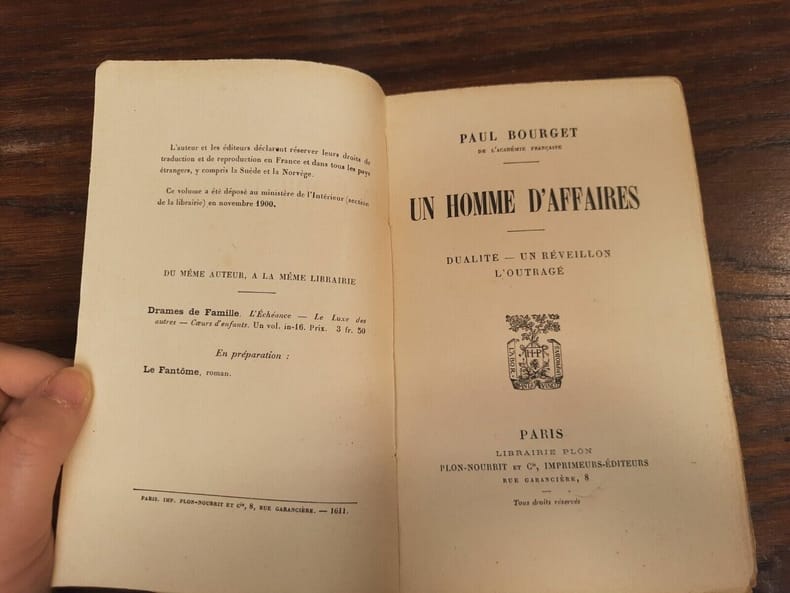 L'auteur et les éditeurs déclarent réserver leurs droits de
traduction et de reproduction en France et dans tous les pays
étrangers, y compris la Suède et la Norvège.
Ce volume a été déposé au ministère de l'Intérieur (section
de la librairie) en novembre 1900.
DU MÊME AUTEUR, A LA MÊME LIBRAIRIE
Drames de Famille. L'Échéance — Le Luxe des
autres — Cœurs d'enfants. Un vol. in-16. Prix. 3 fr. 50
En préparation :
Le Fantôme, roman.
PARIS. IMP. PLON-NOURRIT ET Cie, 8, RUE GARANCIÈRE. — 1611.
PAUL BOURGET
DE L'ACADÉMIE FRANÇAISE
UN HOMME D'AFFAIRES
DUALITE — UN RÉVEILLON
L'OUTRAGÉ
LABOR
H·P
PARIS
LIBRAIRIE PLON
PLON-NOURRIT ET Cie, IMPRIMEURS-ÉDITEURS
RUE GARANCIÈRE, 8
Tous droits réservés